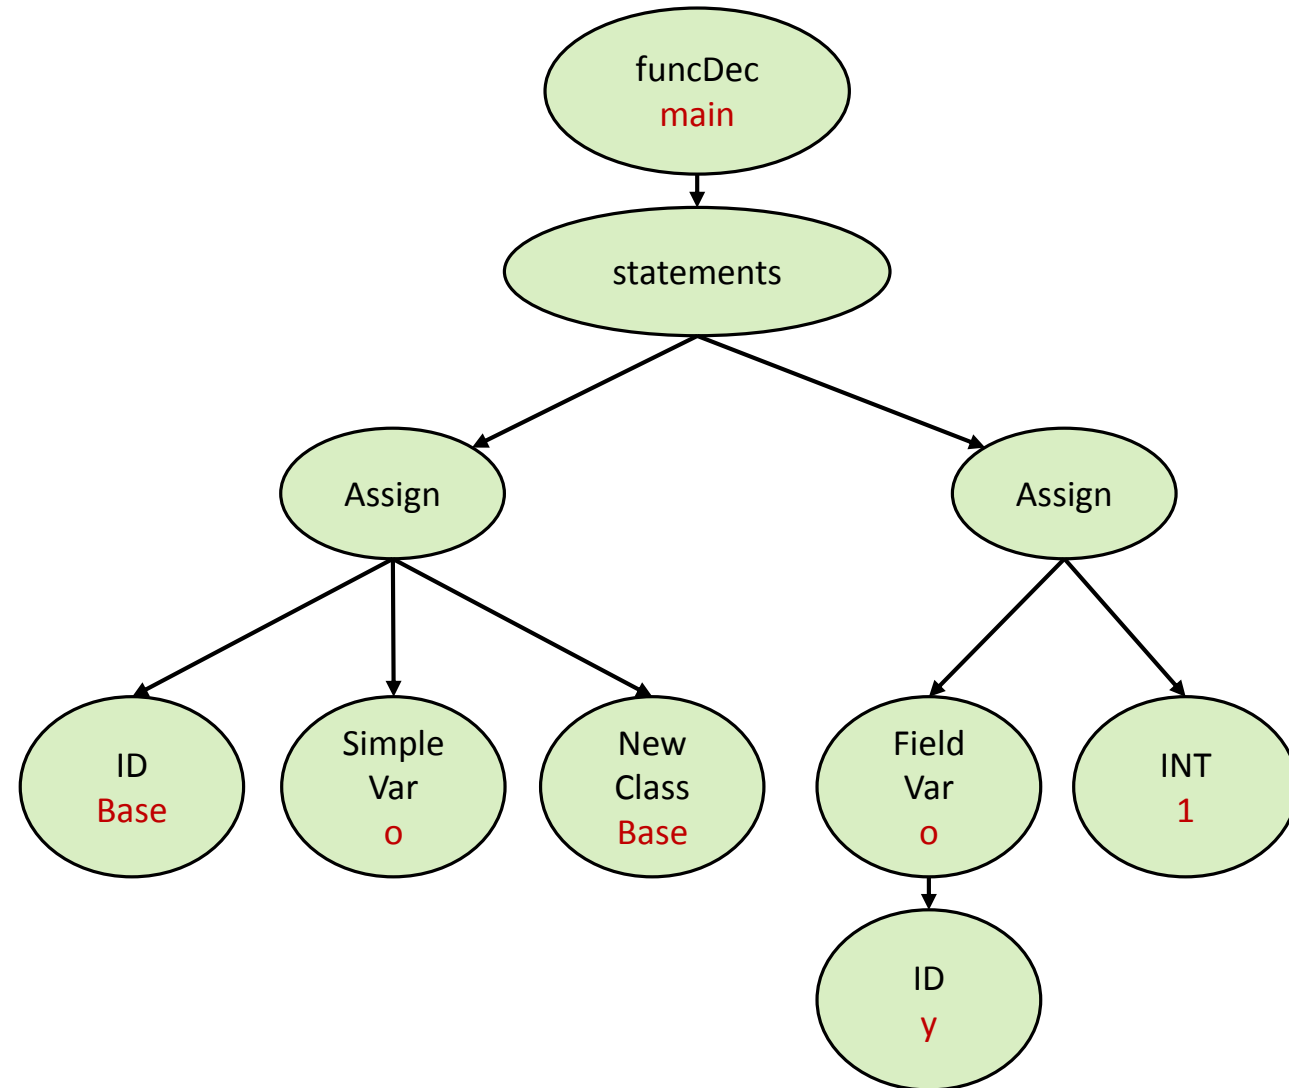 funcDec
main
statements
Assign
Assign
ID
Base
Simple
Var
o
New
Class
Base
Field
Var
o
INT
1
ID
y